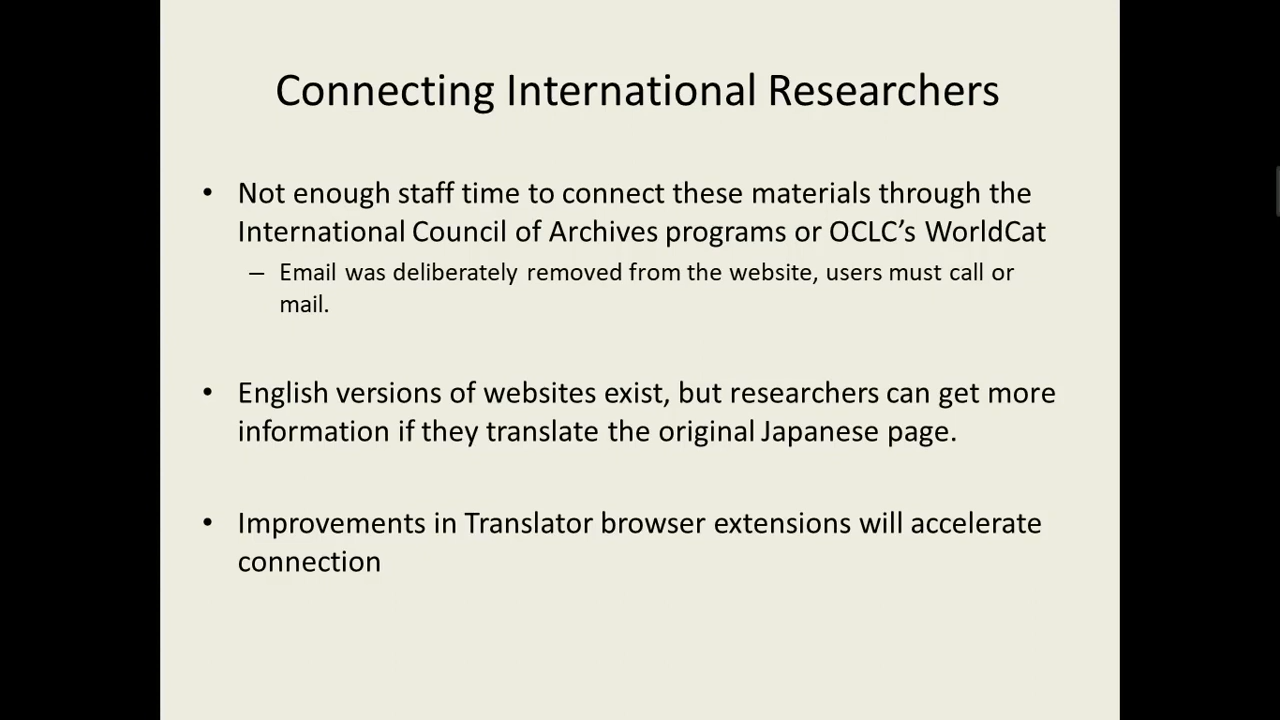 Connecting International Researchers
• Not enough staff time to connect these materials through the
International Council of Archives programs or OCLC’s WorldCat
– Email was deliberately removed from the website, users must call or
mail.
• English versions of websites exist, but researchers can get more
information if they translate the original Japanese page.
• Improvements in Translator browser extensions will accelerate
connection